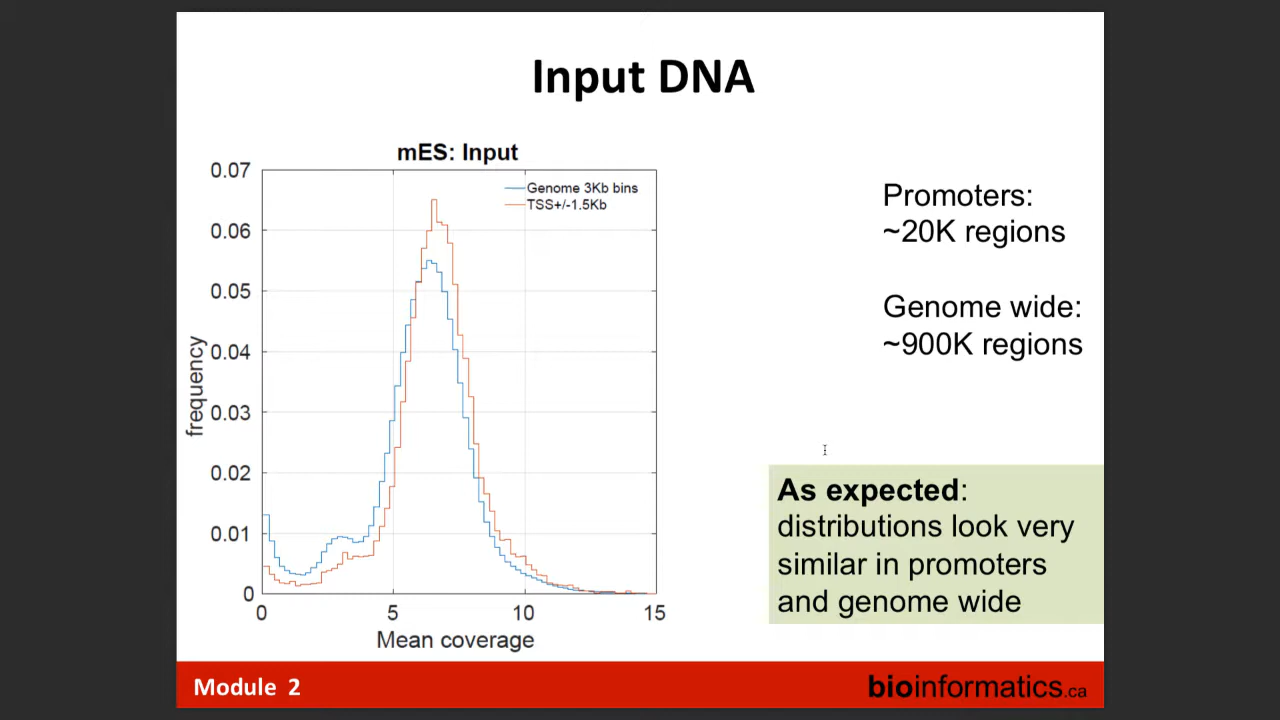 Input DNA
mES: Input
Genome 3Kb bins
TSS+/-1.5Kb
0.07
0.06
0.05
0.04
0.03
0.02
0.01
0
frequency
0
5
10
15
Mean coverage
Promoters:
~20K regions
Genome wide:
~900K regions
As expected:
distributions look very
similar in promoters
and genome wide
Module 2
bioinformatics.ca